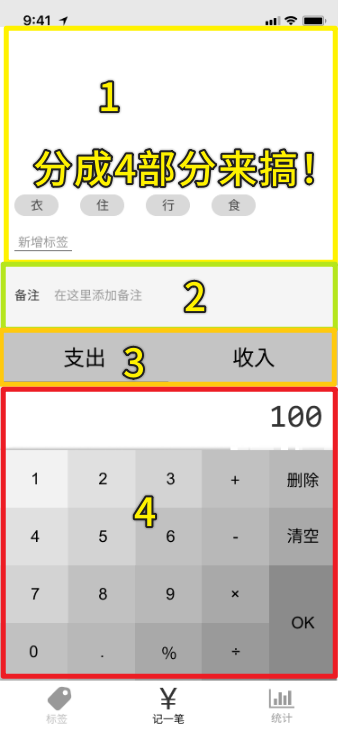 9:41
1
分成4部分来搞!
衣 住 行 食
新增标签
备注 在这里添加备注 2
支出 3 收入
100
1 2 3 + 删除
4 5 6 - 清空
4
7 8 9 × OK
0 . % ÷
¥
标签 记一笔 统计